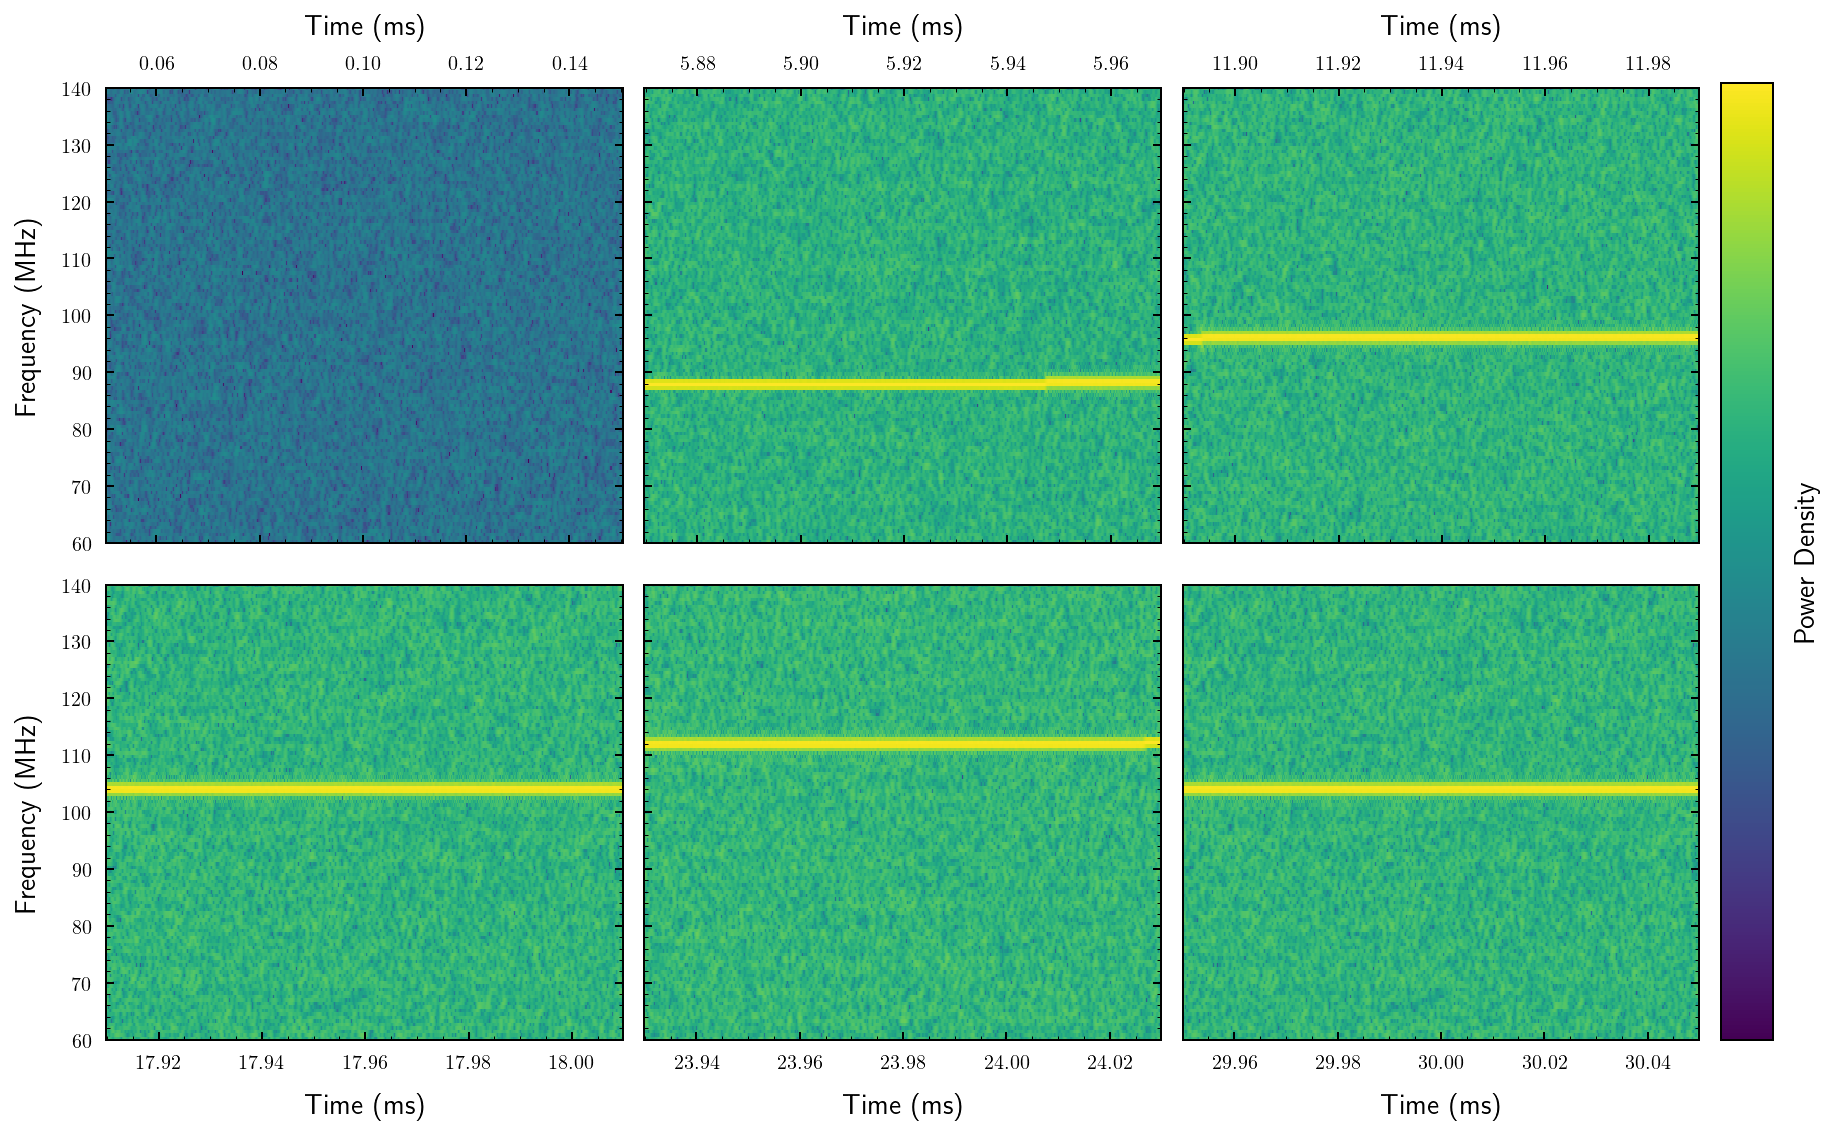 Time (ms) Time (ms) Time (ms)
0.06 0.08 0.10 0.12 0.14 5.88 5.90 5.92 5.94 5.96 11.90 11.92 11.94 11.96 11.98
140
130
120
110
100
90
80
70
60
Frequency (MHz)
140
130
120
110
100
90
80
70
60
Frequency (MHz)
17.92 17.94 17.96 17.98 18.00 23.94 23.96 23.98 24.00 24.02 29.96 29.98 30.00 30.02 30.04
Time (ms) Time (ms) Time (ms)
Power Density